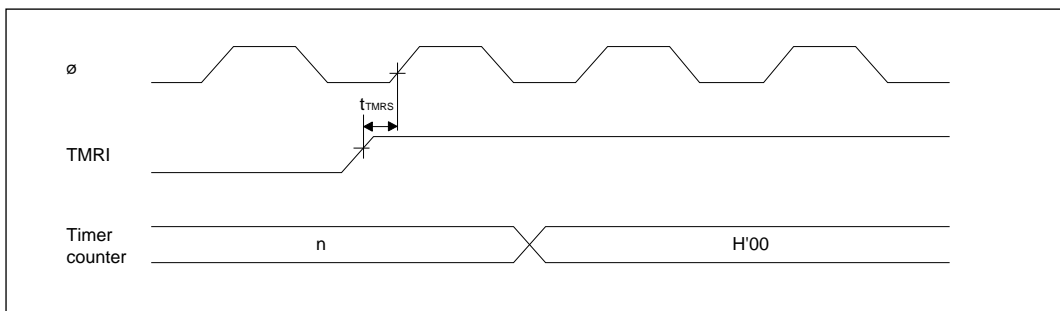 ø
tTMRS
TMRI
Timer
counter
n
H'00